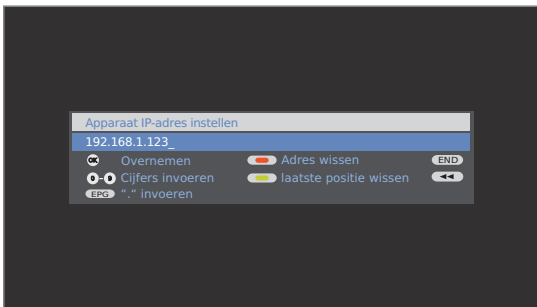 Apparaat IP-adres instellen
192.168.1.123_
OK Overnemen Adres wissen END
0-9 Cijfers invoeren laatste positie wissen
EPG “.“ invoeren